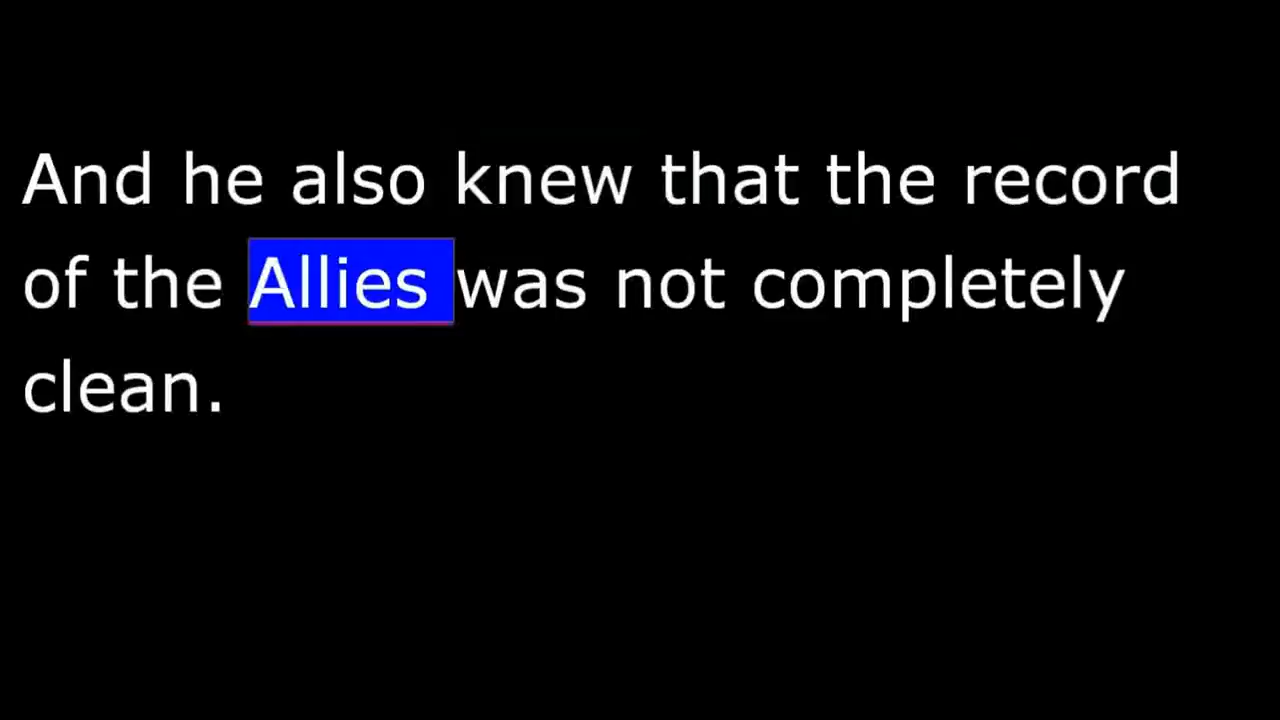 And he also knew that the record
of the Allies was not completely
clean.